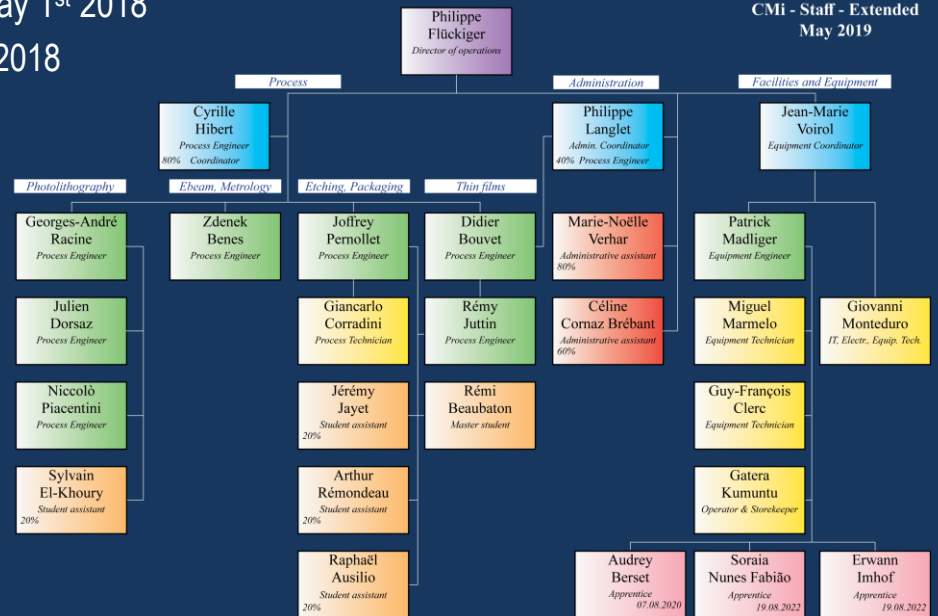 ay 1st 2018
2018
CMi - Staff - Extended
May 2019
Philippe
Flückiger
Director of operations
Process
Administration
Facilities and Equipment
Cyrille
Hibert
Process Engineer
80% Coordinator
Philippe
Langlet
Admin. Coordinator
40% Process Engineer
Jean-Marie
Voirol
Equipment Coordinator
Photolithography
Ebeam, Metrology
Etching, Packaging
Thin films
Georges-André
Racine
Process Engineer
Zdenek
Benes
Process Engineer
Joffrey
Pernollet
Process Engineer
Didier
Bouvet
Process Engineer
Marie-Noëlle
Verhar
Administrative assistant
80%
Patrick
Madliger
Equipment Engineer
Julien
Dorsaz
Process Engineer
Giancarlo
Corradini
Process Technician
Rémy
Juttin
Process Engineer
Céline
Cornaz Brébant
Administrative assistant
60%
Miguel
Marmelo
Equipment Technician
Giovanni
Monteduro
IT, Electr., Equip. Tech.
Niccolò
Piacentini
Process Engineer
Jérémy
Jayet
Student assistant
20%
Rémi
Beaubaton
Master student
Guy-François
Clerc
Equipment Technician
Sylvain
El-Khoury
Student assistant
20%
Arthur
Rémondeau
Student assistant
20%
Gatera
Kumuntu
Operator & Storekeeper
Raphaël
Ausilio
Student assistant
20%
Audrey
Berset
Apprentice
07.08.2020
Soraia
Nunes Fabião
Apprentice
19.08.2022
Erwann
Imhof
Apprentice
19.08.2022